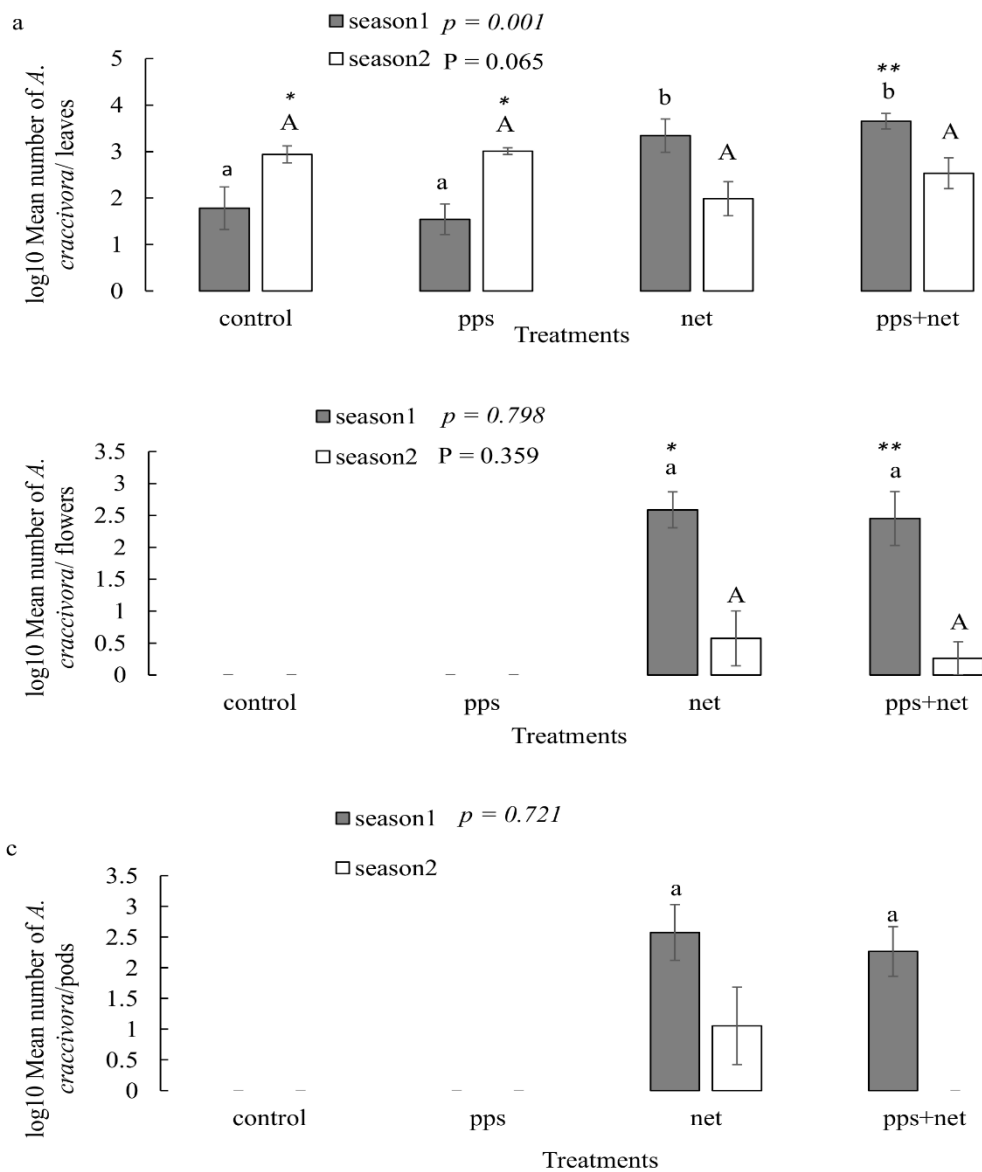 a
season1 p = 0.001
season2 P = 0.065
log10 Mean number of A.
craccivora/ leaves
5
4
3
2
1
0
a
*
A
a
*
A
b
A
**
b
A
control pps net pps+net
Treatments
season1 p = 0.798
season2 P = 0.359
log10 Mean number of A.
craccivora/ flowers
3.5
3
2.5
2
1.5
1
0.5
0
*
a
A
**
a
A
control pps net pps+net
Treatments
season1 p = 0.721
season2
c
log10 Mean number of A.
craccivora/pods
3.5
3
2.5
2
1.5
1
0.5
0
a
a
control pps net pps+net
Treatments